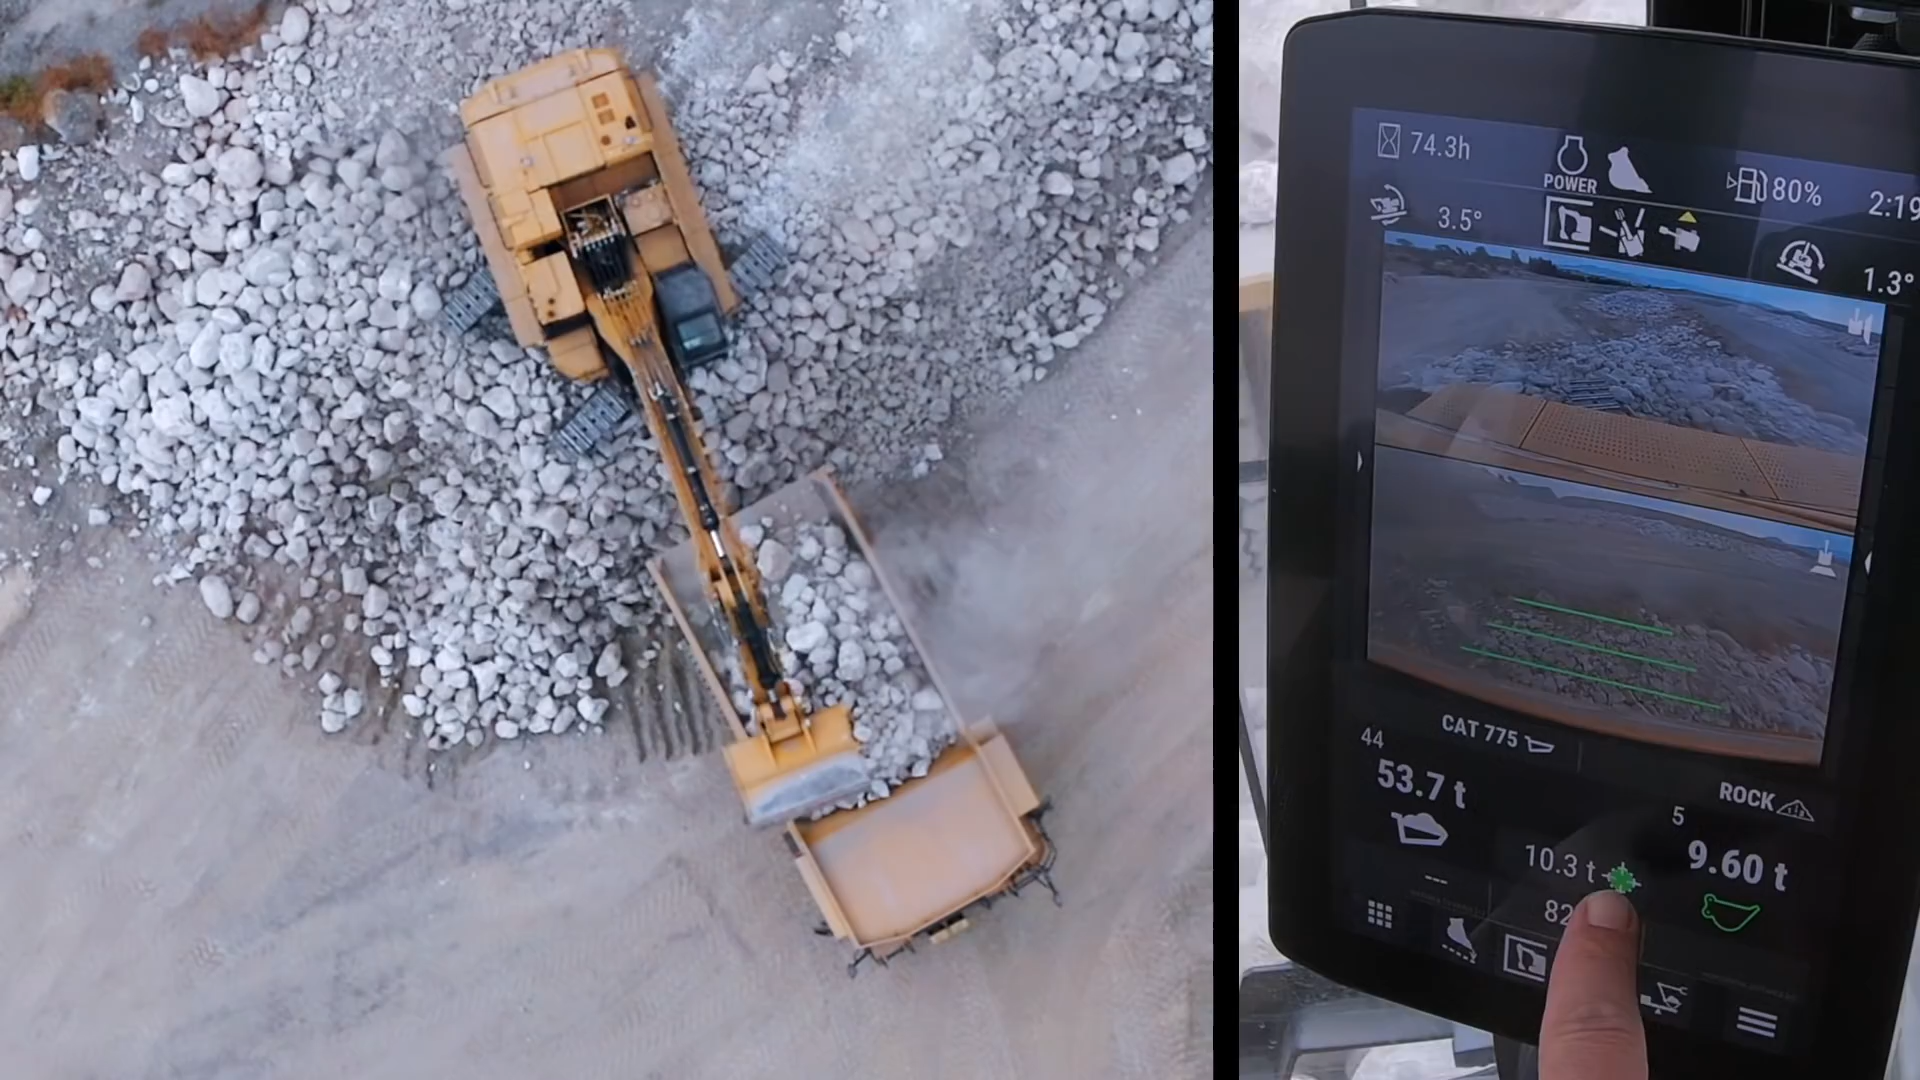 74.3h
POWER
80%
2:19
3.5°
1.3°
CAT 775
44
53.7 t
ROCK
5
10.3 t
9.60 t
---
82